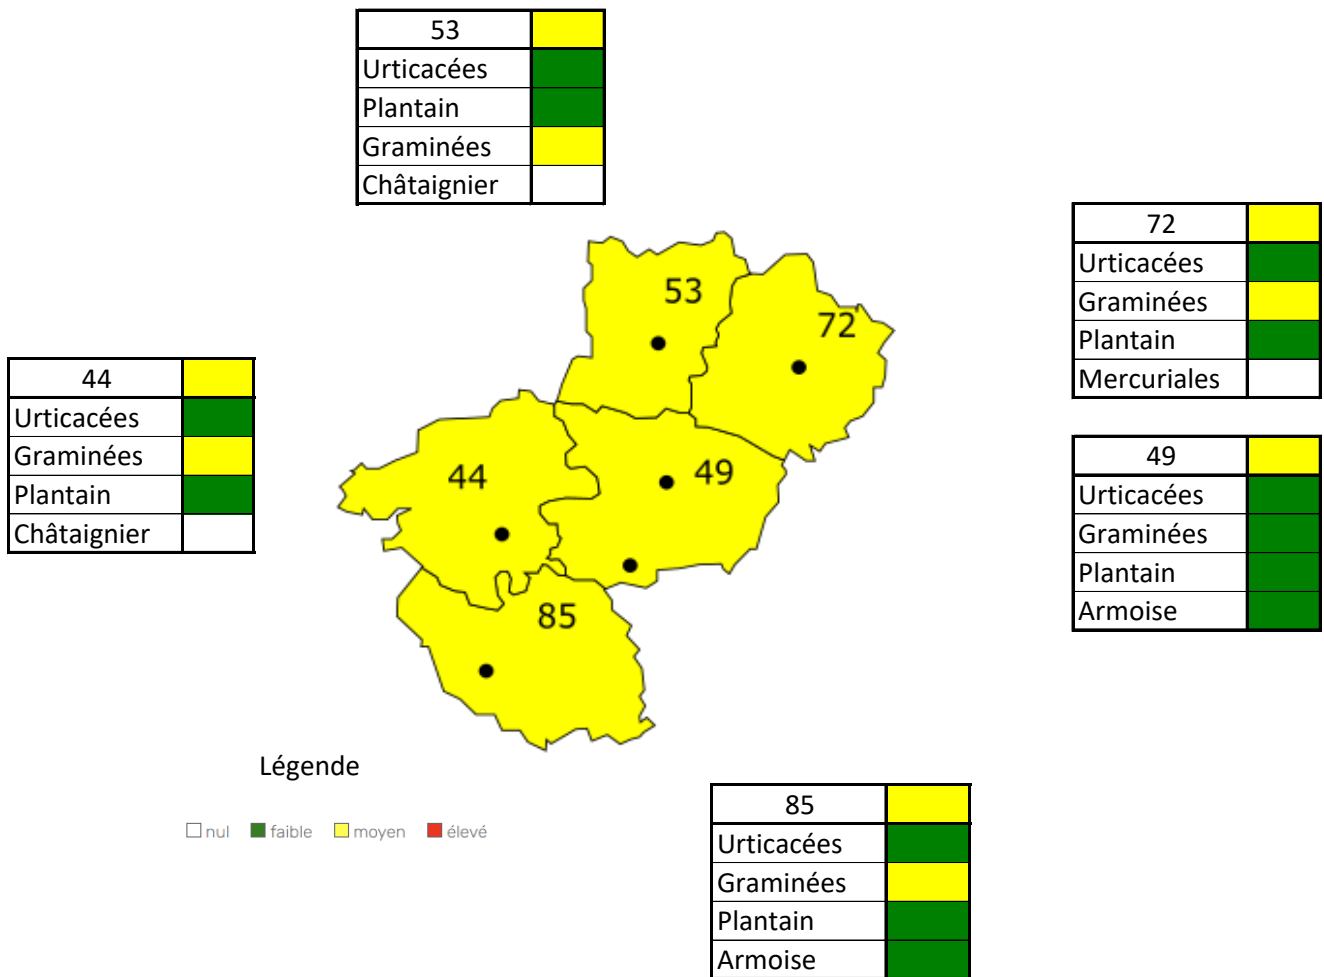 53
Urticacées
Plantain
Graminées
Châtaignier
72
Urticacées
Graminées
Plantain
Mercuriales
53
72
44
Urticacées
Graminées
Plantain
Châtaignier
44
49
49
Urticacées
Graminées
Plantain
Armoise
85
Légende
nul faible moyen élevé
85
Urticacées
Graminées
Plantain
Armoise